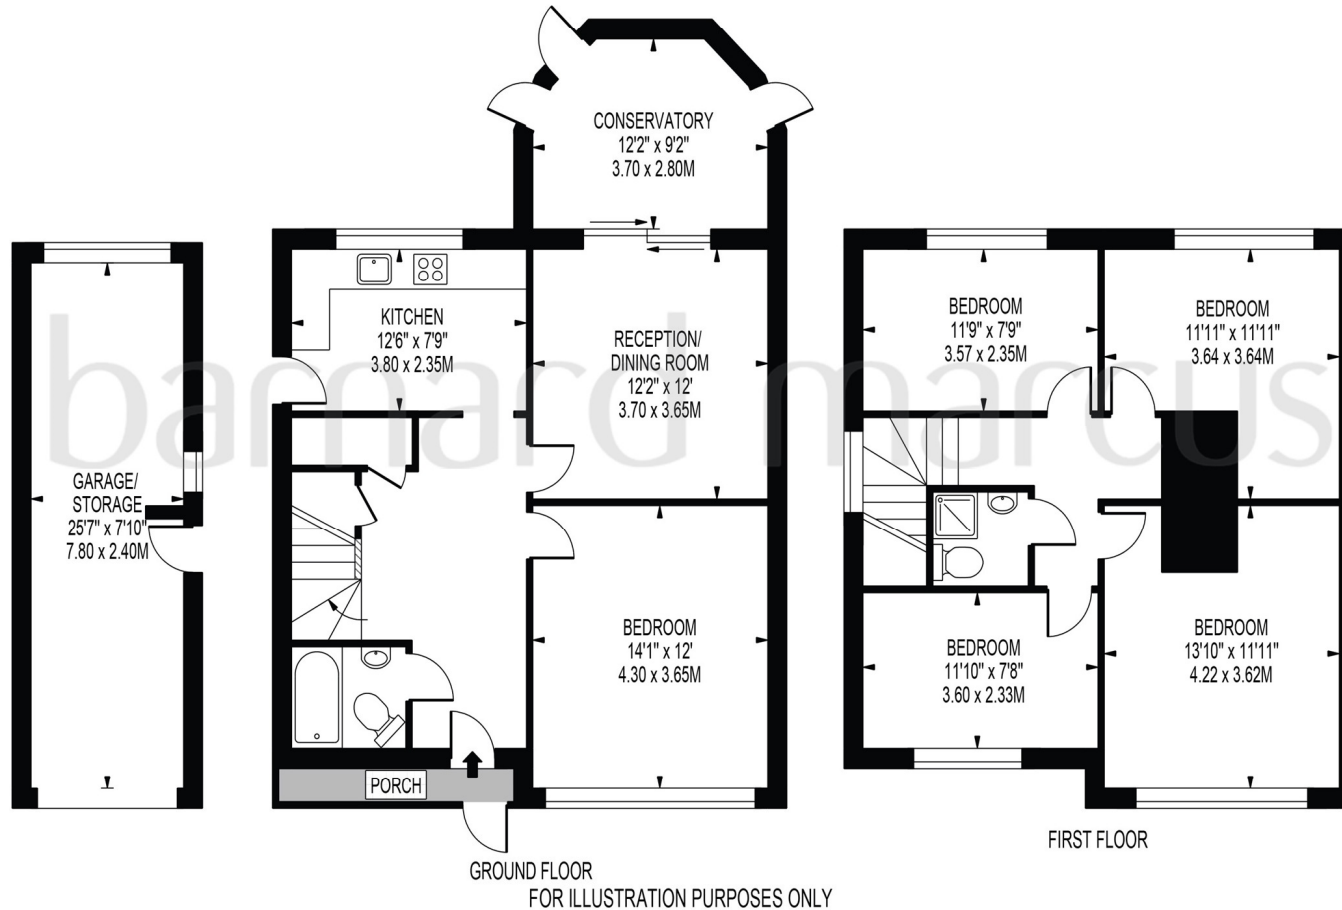 CONSERVATORY
12'2" x 9'2"
3.70 x 2.80M
KITCHEN
12'6" x 7'9"
3.80 x 2.35M
RECEPTION/
DINING ROOM
12'2" x 12'
3.70 x 3.65M
BEDROOM
11'9" x 7'9"
3.57 x 2.35M
BEDROOM
11'11" x 11'11"
3.64 x 3.64M
barnard marcus
GARAGE/
STORAGE
25'7" x 7'10"
7.80 x 2.40M
BEDROOM
14'1" x 12'
4.30 x 3.65M
BEDROOM
11'10" x 7'8"
3.60 x 2.33M
BEDROOM
13'10" x 11'11"
4.22 x 3.62M
PORCH
GROUND FLOOR
FIRST FLOOR
FOR ILLUSTRATION PURPOSES ONLY